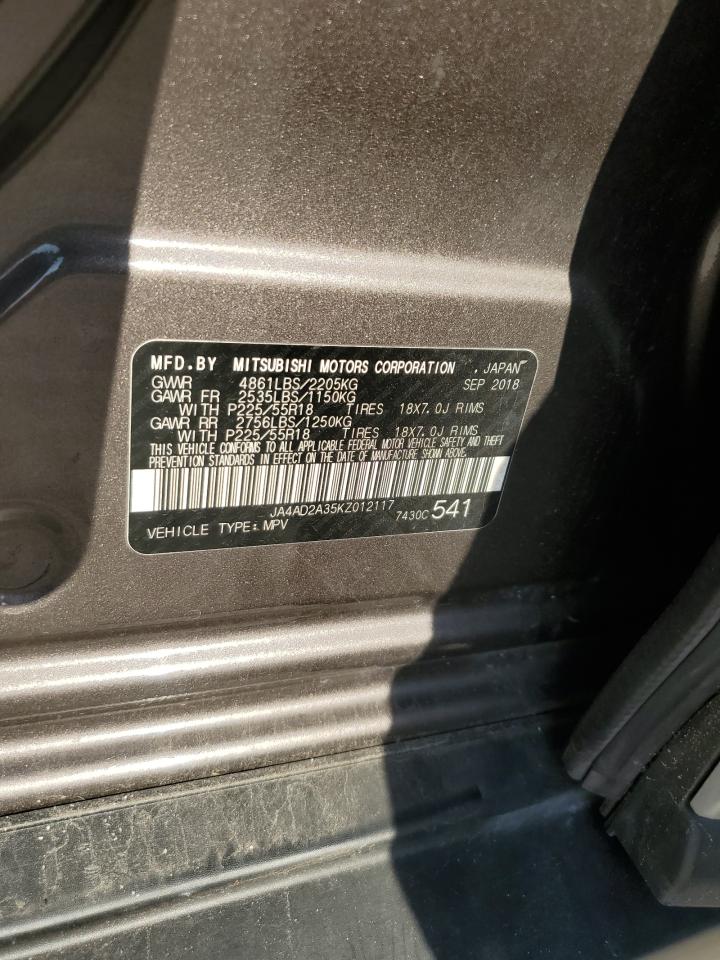 MFD.BY MITSUBISHI MOTORS CORPORATION , JAPAN
GVWR 4861LBS/2205KG SEP 2018
GAWR FR 2535LBS/1150KG
WITH P225/55R18 TIRES 18X7.0J RIMS
GAWR RR 2756LBS/1250KG
WITH P225/55R18 TIRES 18X7.0J RIMS
THIS VEHICLE CONFORMS TO ALL APPLICABLE FEDERAL MOTOR VEHICLE SAFETY AND THEFT
PREVENTION STANDARDS IN EFFECT ON THE DATE OF MANUFACTURE SHOWN ABOVE.
JA4AD2A35KZ012117
VEHICLE TYPE:MPV 7430C 541